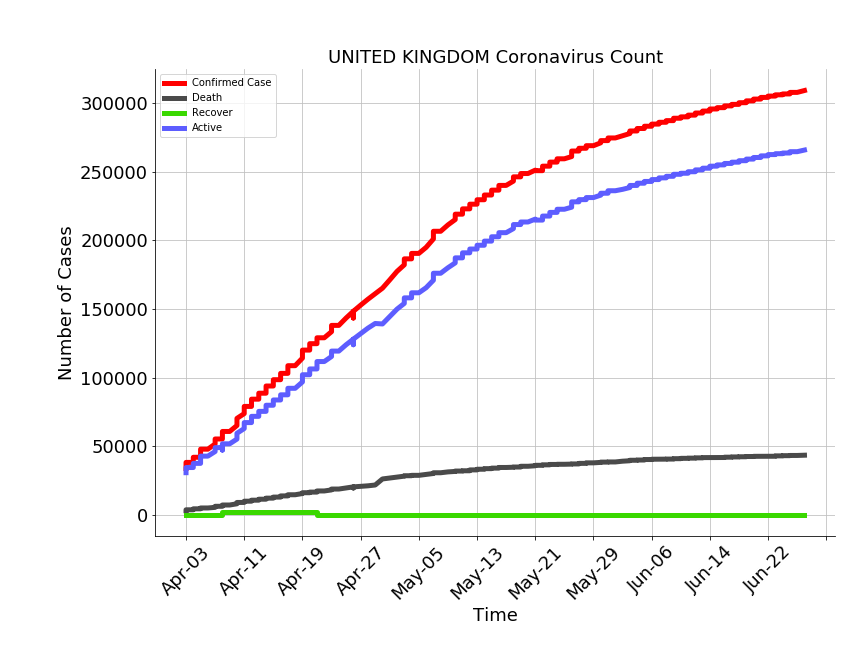 UNITED KINGDOM Coronavirus Count
Confirmed Case
Death
Recover
Active
Number of Cases
300000
250000
200000
150000
100000
50000
0
Apr-03
Apr-11
Apr-19
Apr-27
May-05
May-13
May-21
May-29
Jun-06
Jun-14
Jun-22
Time